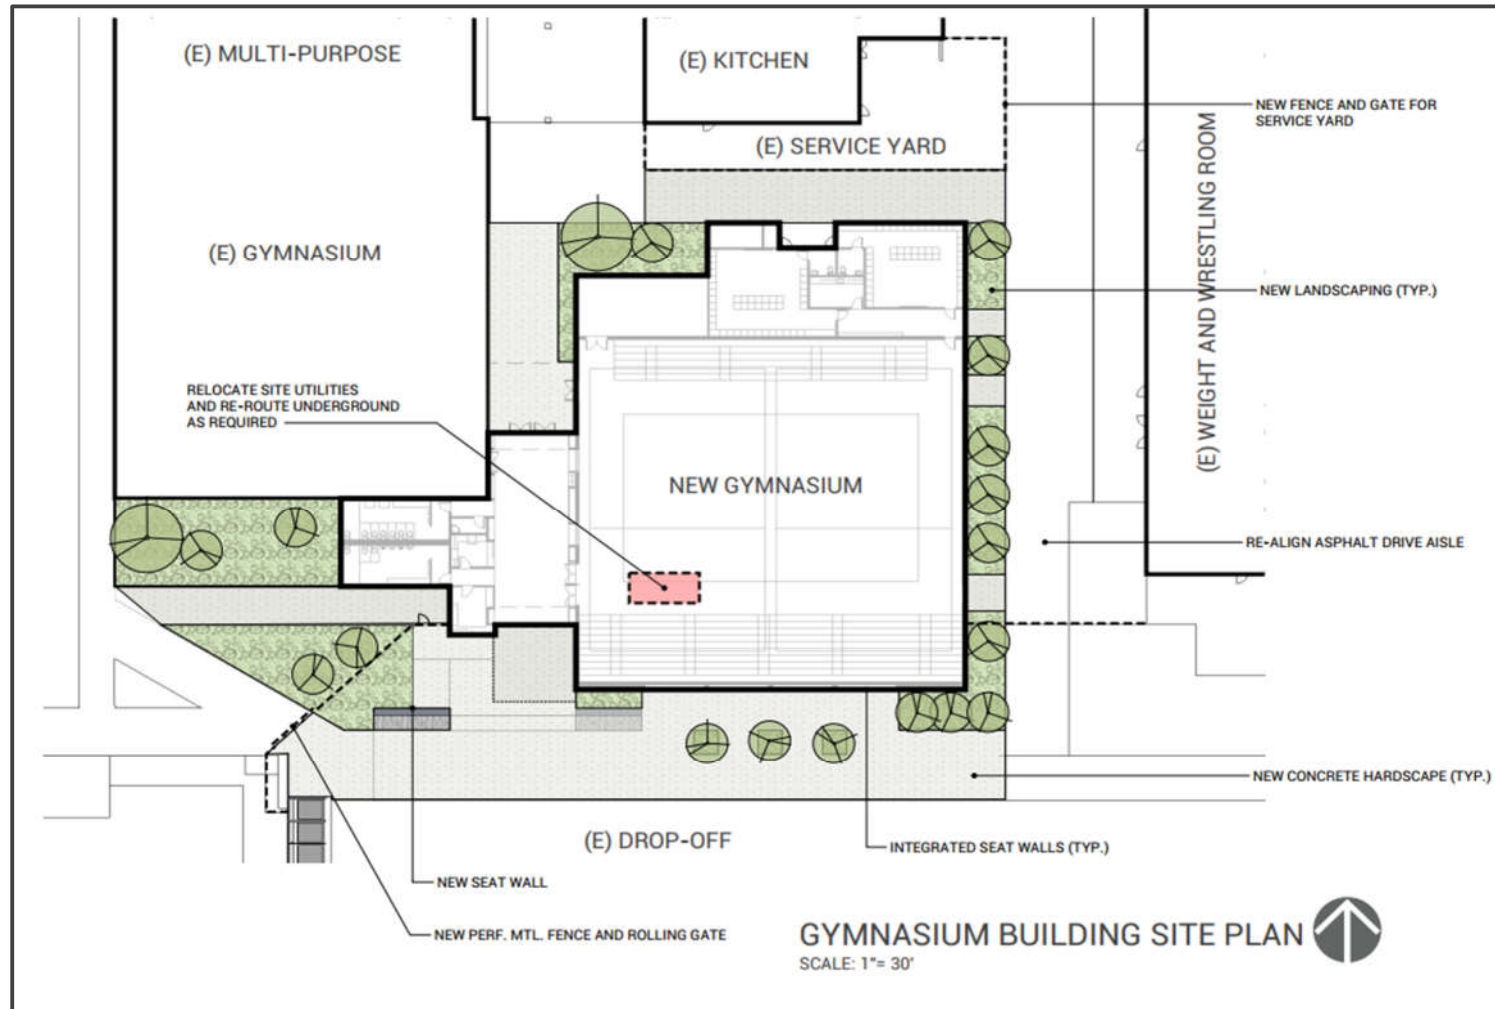 (E) MULTI-PURPOSE
(E) KITCHEN
NEW FENCE AND GATE FOR
SERVICE YARD
(E) SERVICE YARD
(E) WEIGHT AND WRESTLING ROOM
(E) GYMNASIUM
NEW LANDSCAPING (TYP.)
RELOCATE SITE UTILITIES
AND RE-ROUTE UNDERGROUND
AS REQUIRED
NEW GYMNASIUM
RE-ALIGN ASPHALT DRIVE AISLE
NEW CONCRETE HARDSCAPE (TYP.)
(E) DROP-OFF
INTEGRATED SEAT WALLS (TYP.)
NEW SEAT WALL
NEW PERF. MTL. FENCE AND ROLLING GATE
GYMNASIUM BUILDING SITE PLAN
SCALE: 1"= 30'